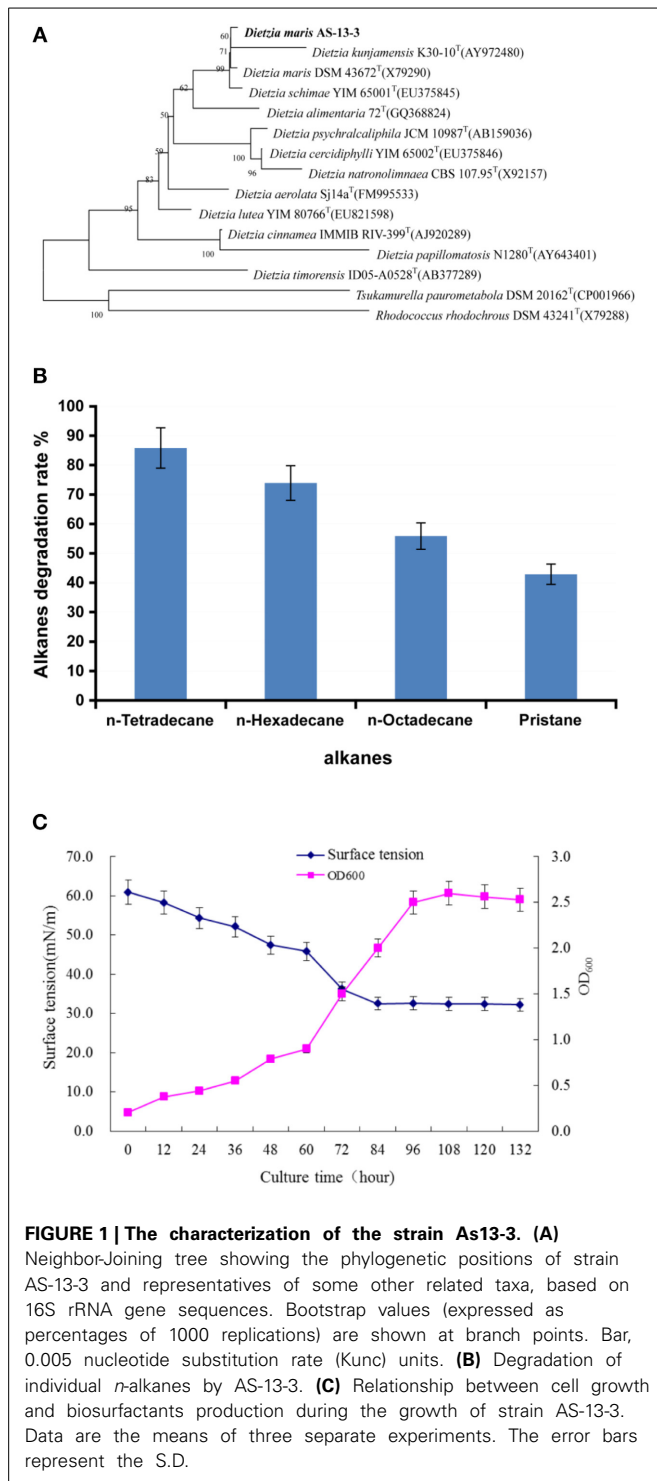 A
Dietzia maris AS-13-3
Dietzia kunjamensis K30-10T(AY972480)
Dietzia maris DSM 43672T(X79290)
Dietzia schimae YIM 65001T(EU375845)
Dietzia alimentaria 72T(GQ368824)
Dietzia psychralcaliphila JCM 10987T(AB159036)
Dietzia cercidiphylli YIM 65002T(EU375846)
Dietzia natronolimnaea CBS 107.95T(X92157)
Dietzia aerolata Sj14aT(FM995533)
Dietzia lutea YIM 80766T(EU821598)
Dietzia cinnamea IMMIB RIV-399T(AJ920289)
Dietzia papillomatosis N1280T(AY643401)
Dietzia timorensis ID05-A0528T(AB377289)
Tsukamurella paurometabola DSM 20162T(CP001966)
Rhodococcus rhodochrous DSM 43241T(X79288)
60
71
99
62
50
100
96
59
83
95
100
100
B
Alkanes degradation rate %
100
90
80
70
60
50
40
30
20
10
0
n-Tetradecane n-Hexadecane n-Octadecane Pristane
alkanes
C
Surface tension
OD600
Surface tension(mN/m)
70.0
60.0
50.0
40.0
30.0
20.0
10.0
0.0
3.0
2.5
2.0
1.5
1.0
0.5
0.0
OD600
0 12 24 36 48 60 72 84 96 108 120 132
Culture time（hour）
FIGURE 1 | The characterization of the strain As13-3. (A)
Neighbor-Joining tree showing the phylogenetic positions of strain
AS-13-3 and representatives of some other related taxa, based on
16S rRNA gene sequences. Bootstrap values (expressed as
percentages of 1000 replications) are shown at branch points. Bar,
0.005 nucleotide substitution rate (Kunc) units. (B) Degradation of
individual n-alkanes by AS-13-3. (C) Relationship between cell growth
and biosurfactants production during the growth of strain AS-13-3.
Data are the means of three separate experiments. The error bars
represent the S.D.